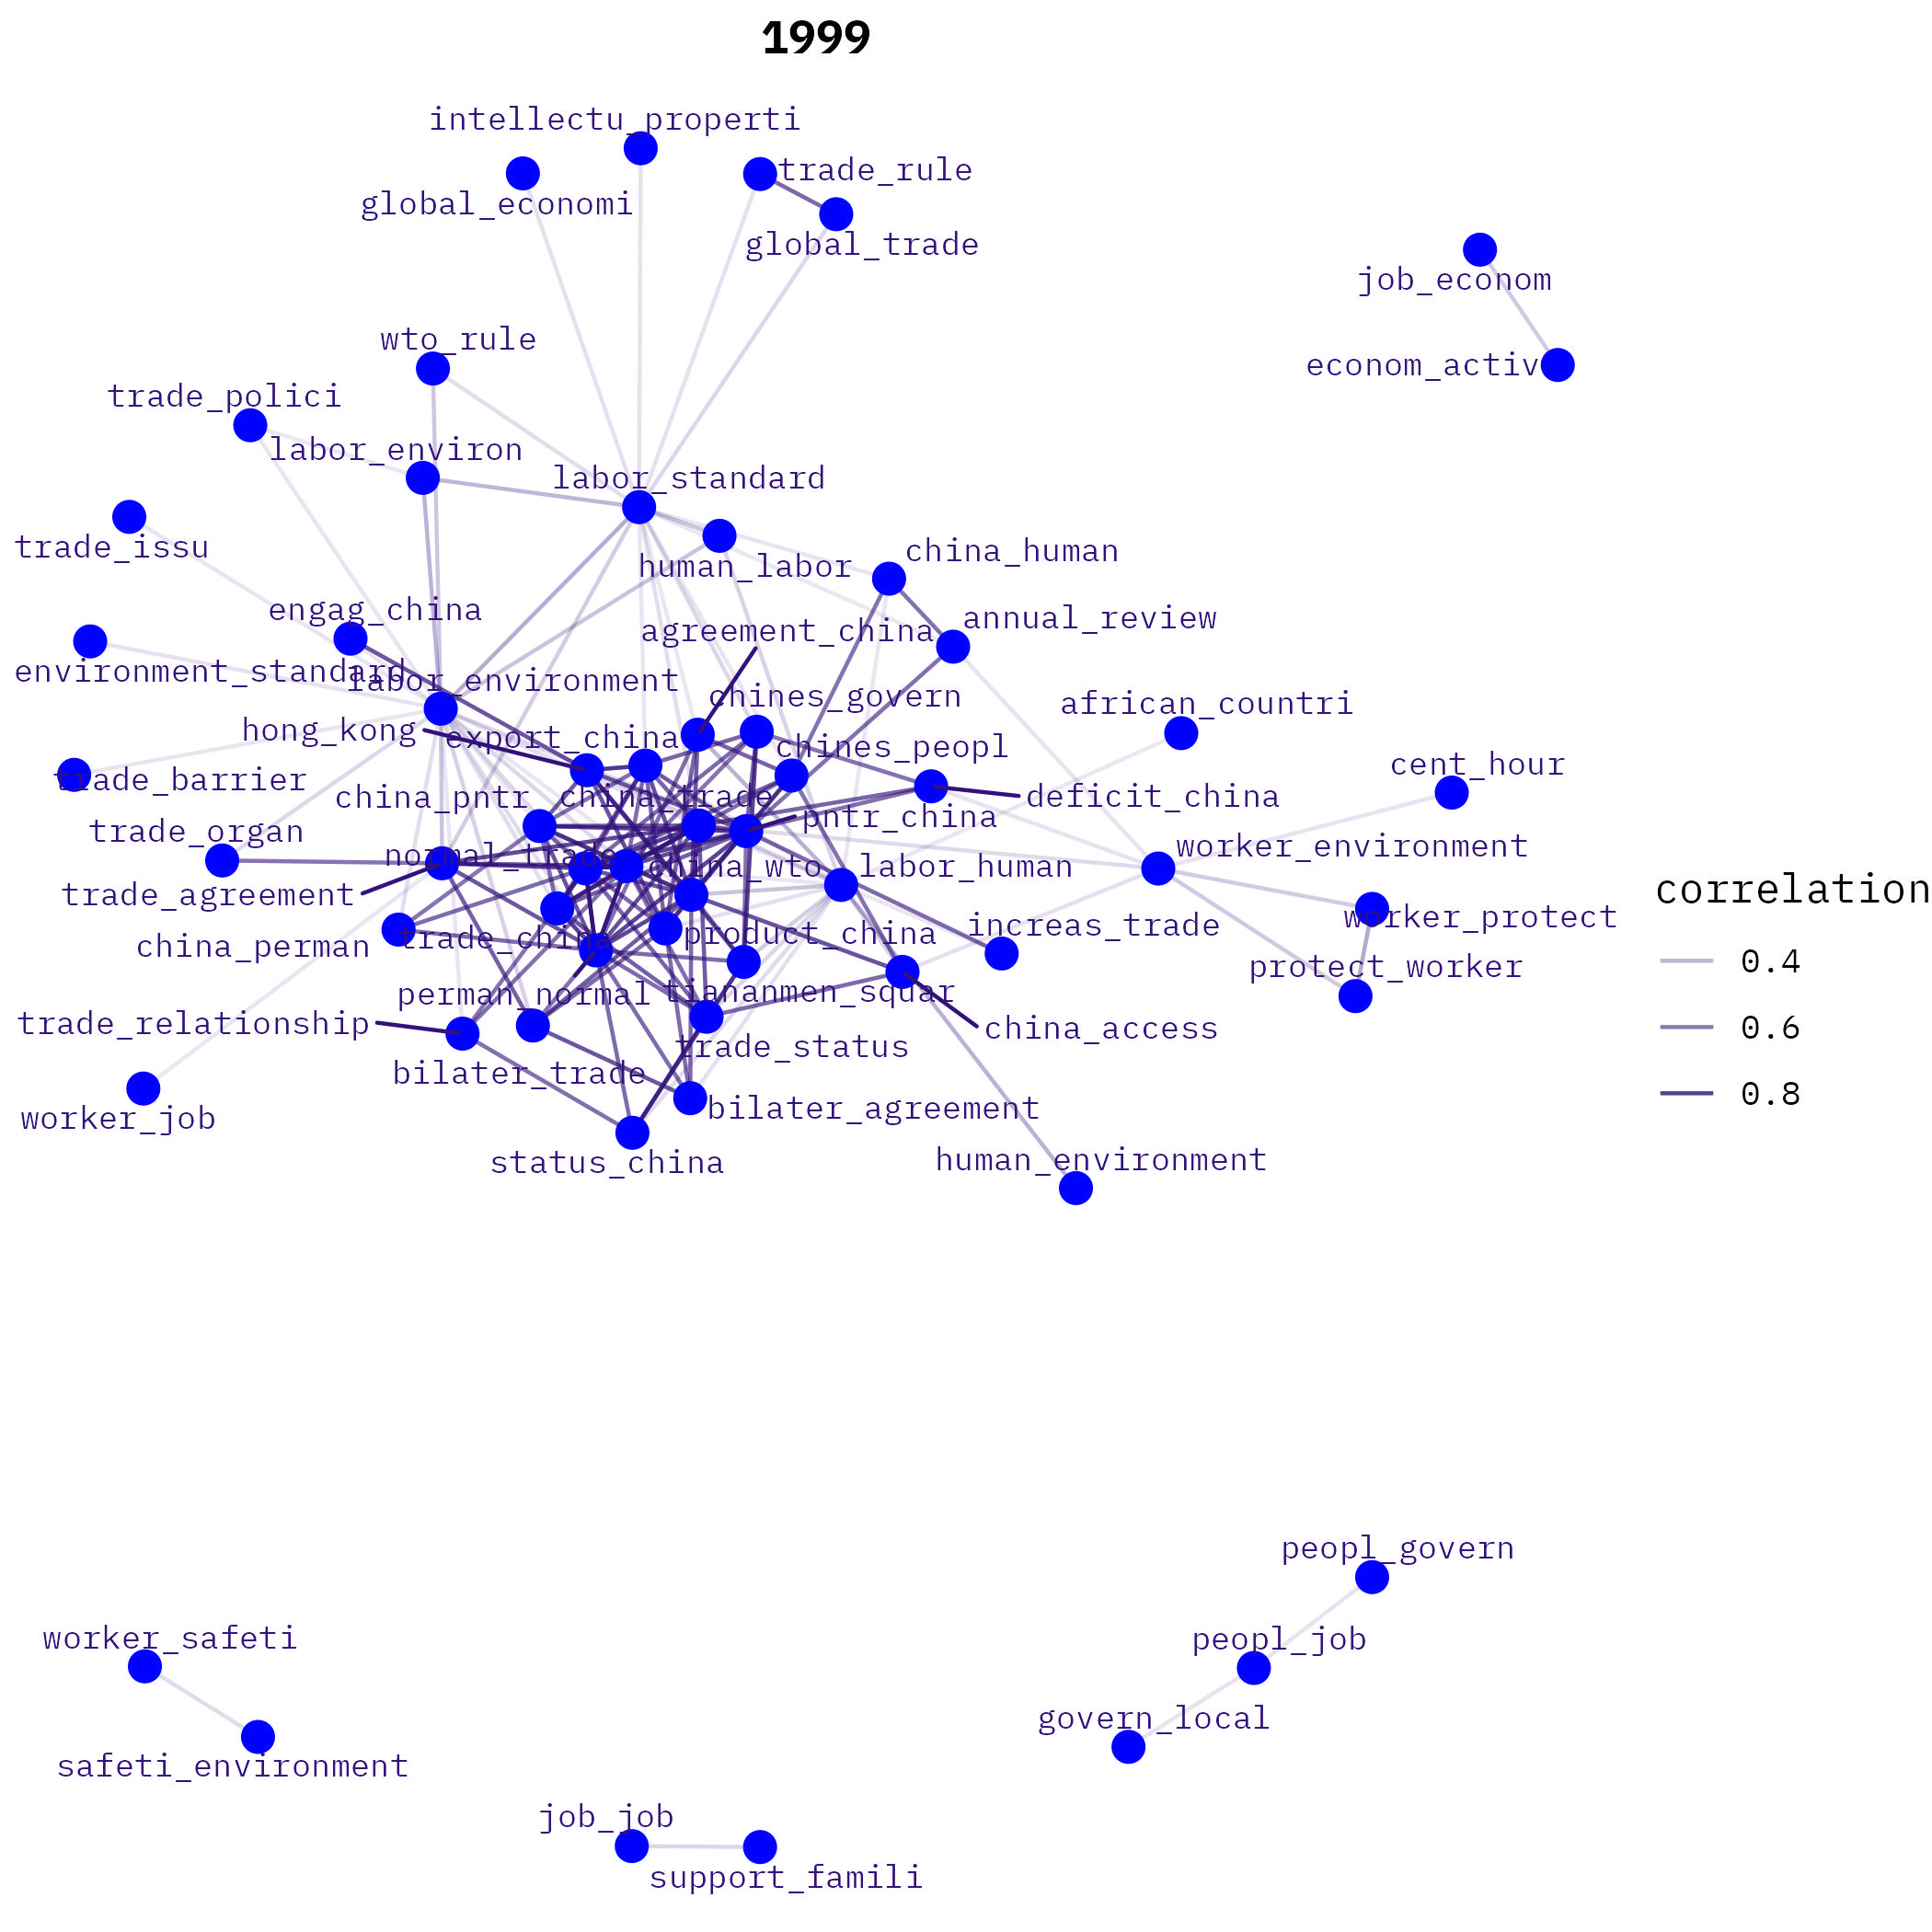 1999
intellectu_properti
trade_rule
global_economi
global_trade
job_econom
wto_rule
econom_activ
trade_polici
labor_environ
labor_standard
trade_issu
china_human
human_labor
engag_china
annual_review
agreement_china
environment_standard
labor_environment
chines_govern
african_countri
hong_kong
export_china
chines_peopl
cent_hour
trade_barrier
china_pntr
china_trade
deficit_china
pntr_china
trade_organ
worker_environment
normal_trade
china_wto
labor_human
trade_agreement
correlation
worker_protect
increas_trade
china_perman
trade_china
product_china
0.4
protect_worker
perman_normal
tiananmen_squar
trade_relationship
china_access
0.6
trade_status
bilater_trade
0.8
worker_job
bilater_agreement
status_china
human_environment
peopl_govern
worker_safeti
peopl_job
govern_local
safeti_environment
job_job
support_famili